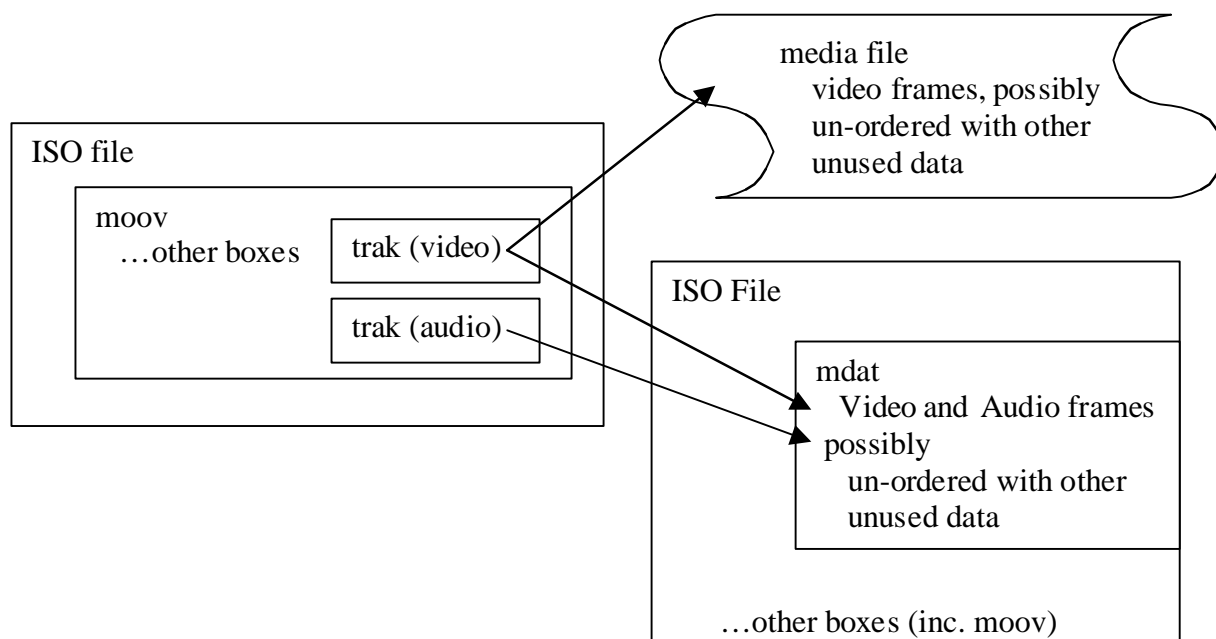 media file
video frames, possibly
un-ordered with other
unused data
ISO file
moov
…other boxes
trak (video)
trak (audio)
ISO File
mdat
Video and Audio frames
possibly
un-ordered with other
unused data
…other boxes (inc. moov)